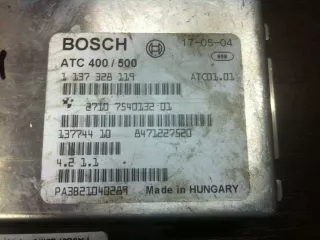 BOSCH 17-05-04
ATC 400 / 500
1 137 328 119 ATC01.01
2710 7540132 01
137744 10 8471227520
4.2 1.1
PA3821040289 Made in HUNGARY